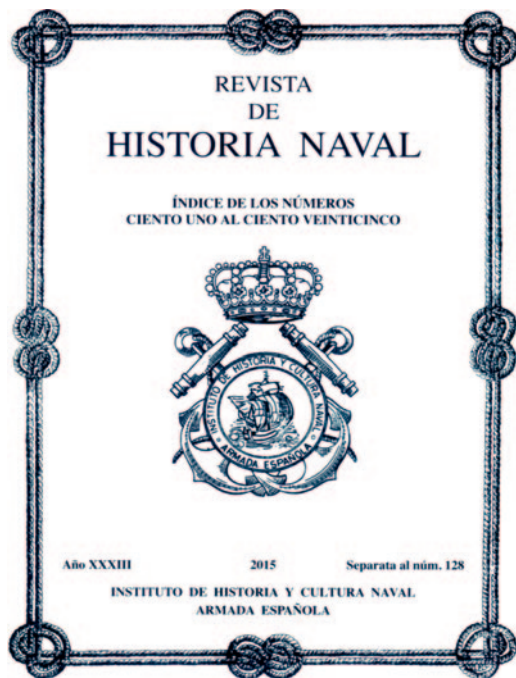 REVISTA
DE
HISTORIA NAVAL
ÍNDICE DE LOS NÚMEROS
CIENTO UNO AL CIENTO VEINTICINCO
INSTITUTO DE HISTORIA Y CULTURA NAVAL
ARMADA ESPAÑOLA
Año XXXIII 2015 Separata al núm. 128
INSTITUTO DE HISTORIA Y CULTURA NAVAL
ARMADA ESPAÑOLA